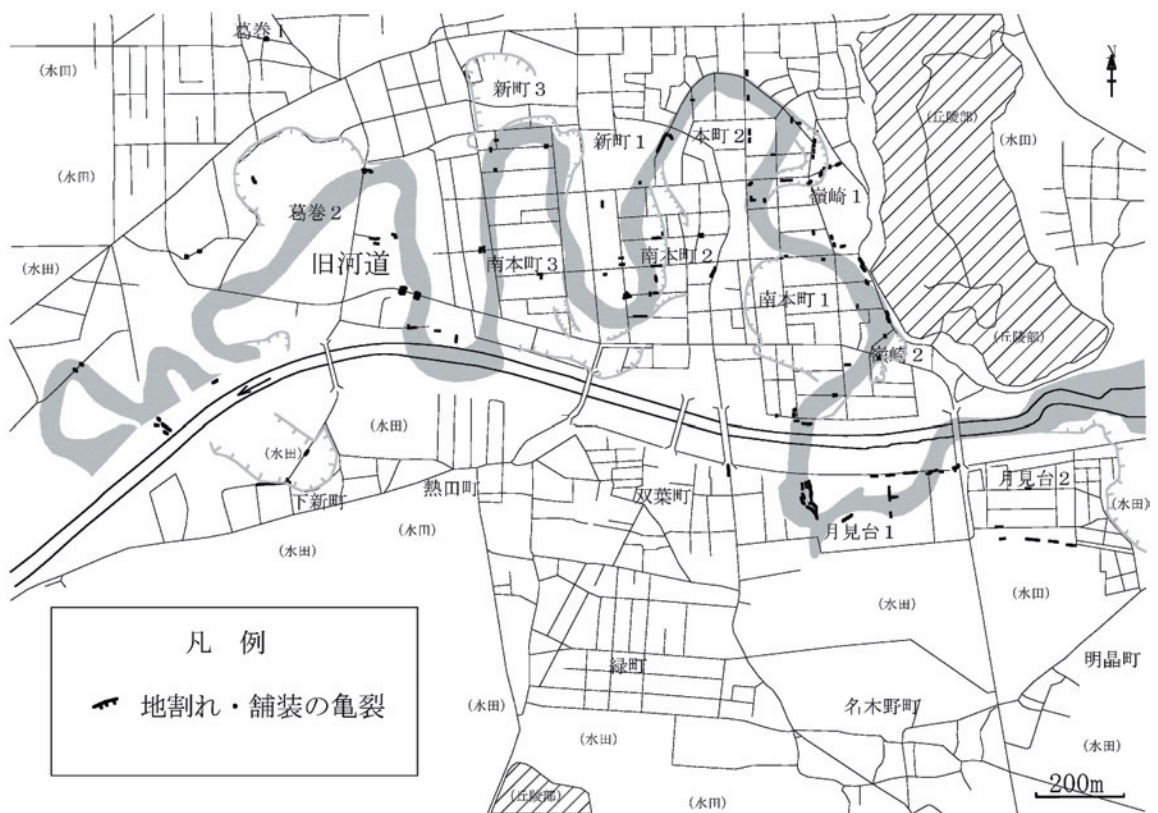 葛巻1
(水田)
N
新町3
(丘陵部)
(水田)
(水田)
新町1
本町2
(水田)
嶺崎1
葛巻2
旧河道
南本町3
南本町2
(水田)
南本町1
(丘陵部)
嶺崎2
(水田)
(水田)
下新町
熱田町
双葉町
月見台2
(水田)
月見台1
(水田)
(水田)
(水田)
(水田)
凡 例
地割れ・舗装の亀裂
緑町
明晶町
(水田)
名木野町
(水田)
(水田)
200m
(丘陵部)
(水田)